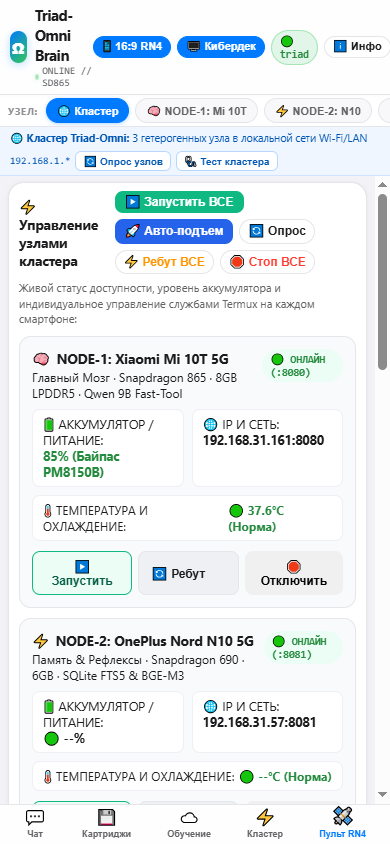 Triad-
Omni
Brain
ONLINE //
SD865
16:9 RN4
Кибердек
triad
Инфо
УЗЕЛ:
Кластер
NODE-1: Mi 10T
NODE-2: N10
Кластер Triad-Omni: 3 гетерогенных узла в локальной сети Wi-Fi/LAN
192.168.1.*
Опрос узлов
Тест кластера
Управление
узлами
кластера
Запустить ВСЕ
Авто-подъем
Опрос
Ребут ВСЕ
Стоп ВСЕ
Живой статус доступности, уровень аккумулятора и
индивидуальное управление службами Termux на каждом
смартфоне:
NODE-1: Xiaomi Mi 10T 5G
ОНЛАЙН
(:8080)
Главный Мозг · Snapdragon 865 · 8GB
LPDDR5 · Qwen 9B Fast-Tool
АККУМУЛЯТОР /
ПИТАНИЕ:
85% (Байпас
PM8150B)
IP И СЕТЬ:
192.168.31.161:8080
ТЕМПЕРАТУРА И
ОХЛАЖДЕНИЕ:
37.6°C
(Норма)
Запустить
Ребут
Отключить
NODE-2: OnePlus Nord N10 5G
ОНЛАЙН
(:8081)
Память & Рефлексы · Snapdragon 690 ·
6GB · SQLite FTS5 & BGE-M3
АККУМУЛЯТОР /
ПИТАНИЕ:
--%
IP И СЕТЬ:
192.168.31.57:8081
ТЕМПЕРАТУРА И ОХЛАЖДЕНИЕ:
--°C (Норма)
Чат
Картриджи
Обучение
Кластер
Пульт RN4